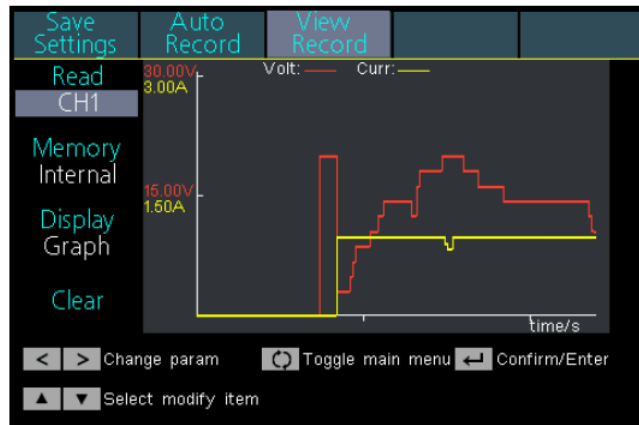 Save
Settings
Auto
Record
View
Record
Read
CH1
Memory
Internal
Display
Graph
Clear
30.00V
3.00A
Volt:
Curr:
15.00V
1.50A
time/s
< > Change param
Toggle main menu
Confirm/Enter
Select modify item